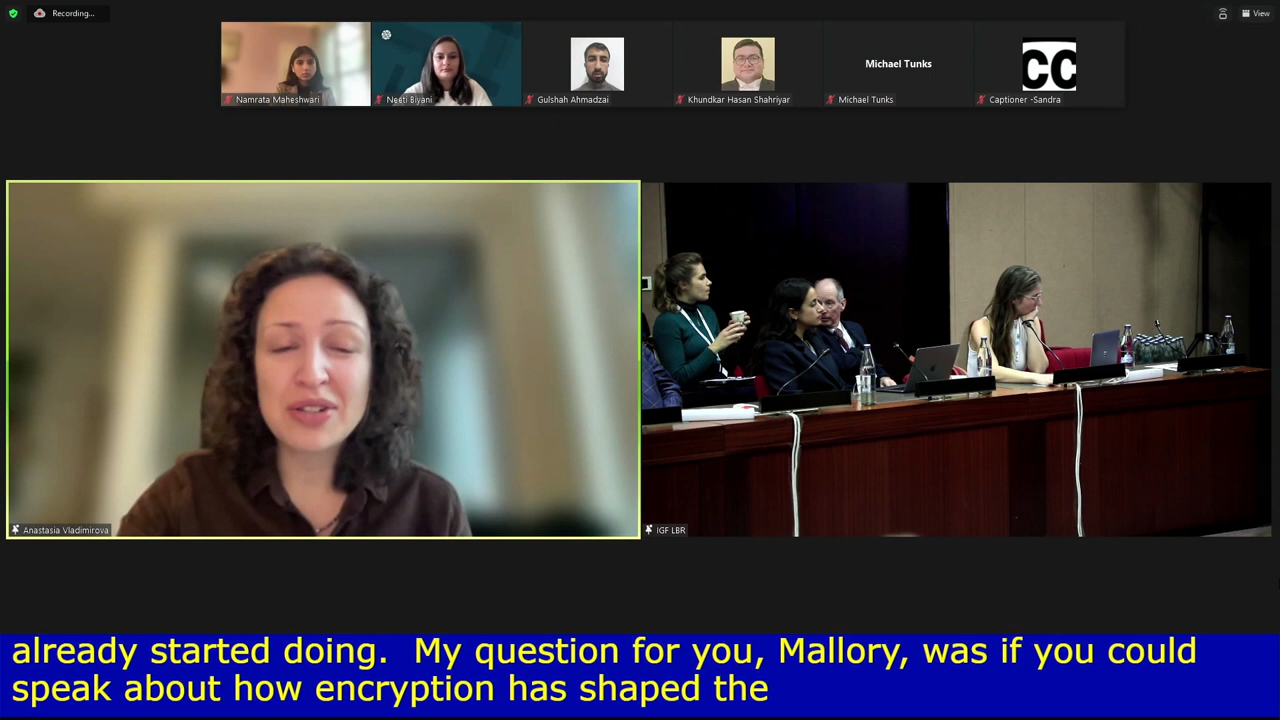 Recording...
View
Namrata Maheshwari
Neeti Biyani
Gulshah Ahmadzai
Khundkar Hasan Shahriyar
Michael Tunks
Michael Tunks
CC
Captioner -Sandra
Anastasia Vladimirova
IGF LBR
already started doing.  My question for you, Mallory, was if you could
speak about how encryption has shaped the